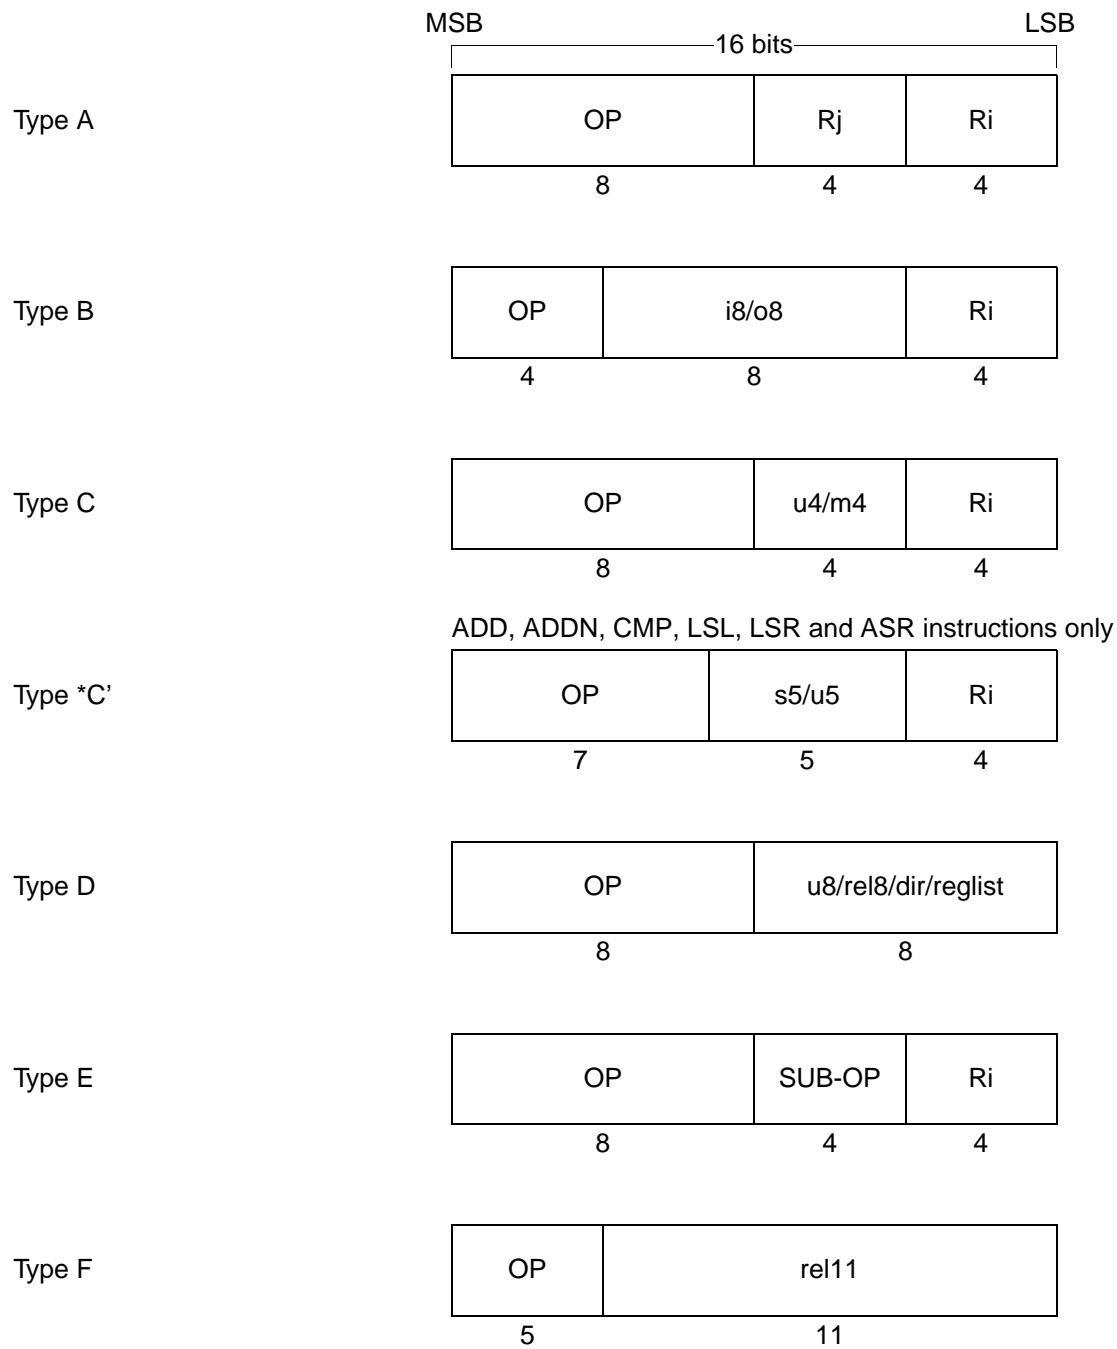 MSB LSB
16 bits
Type A OP Rj Ri
8 4 4
Type B OP i8/o8 Ri
4 8 4
Type C OP u4/m4 Ri
8 4 4
ADD, ADDN, CMP, LSL, LSR and ASR instructions only
Type *C’ OP s5/u5 Ri
7 5 4
Type D OP u8/rel8/dir/reglist
8 8
Type E OP SUB-OP Ri
8 4 4
Type F OP rel11
5 11